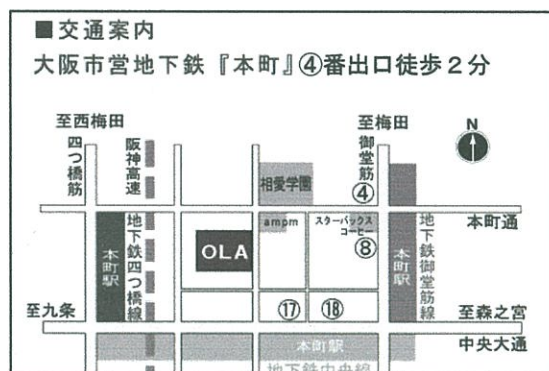 ■交通案内
大阪市営地下鉄『本町』④番出口徒歩2分
至西梅田
至梅田
N
四つ橋筋
阪神高速
御堂筋
④
相愛学園
本町通
ampm
スターバックス
コーヒー
⑧
本町駅
地下鉄四つ橋線
OLA
本町駅
地下鉄御堂筋線
⑰
⑱
至九条
至森之宮
中央大通
本町駅
地下鉄中央線